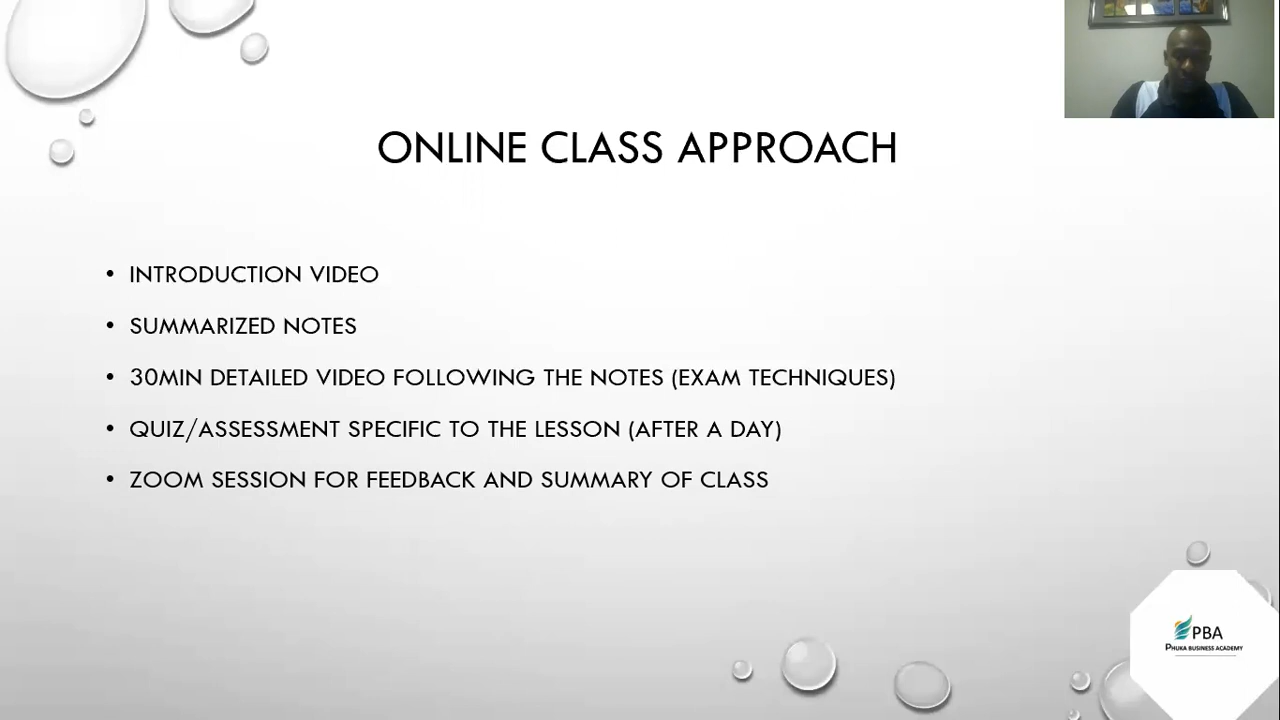 ONLINE CLASS APPROACH
• INTRODUCTION VIDEO
• SUMMARIZED NOTES
• 30MIN DETAILED VIDEO FOLLOWING THE NOTES (EXAM TECHNIQUES)
• QUIZ/ASSESSMENT SPECIFIC TO THE LESSON (AFTER A DAY)
• ZOOM SESSION FOR FEEDBACK AND SUMMARY OF CLASS
PBA
PHUKA BUSINESS ACADEMY